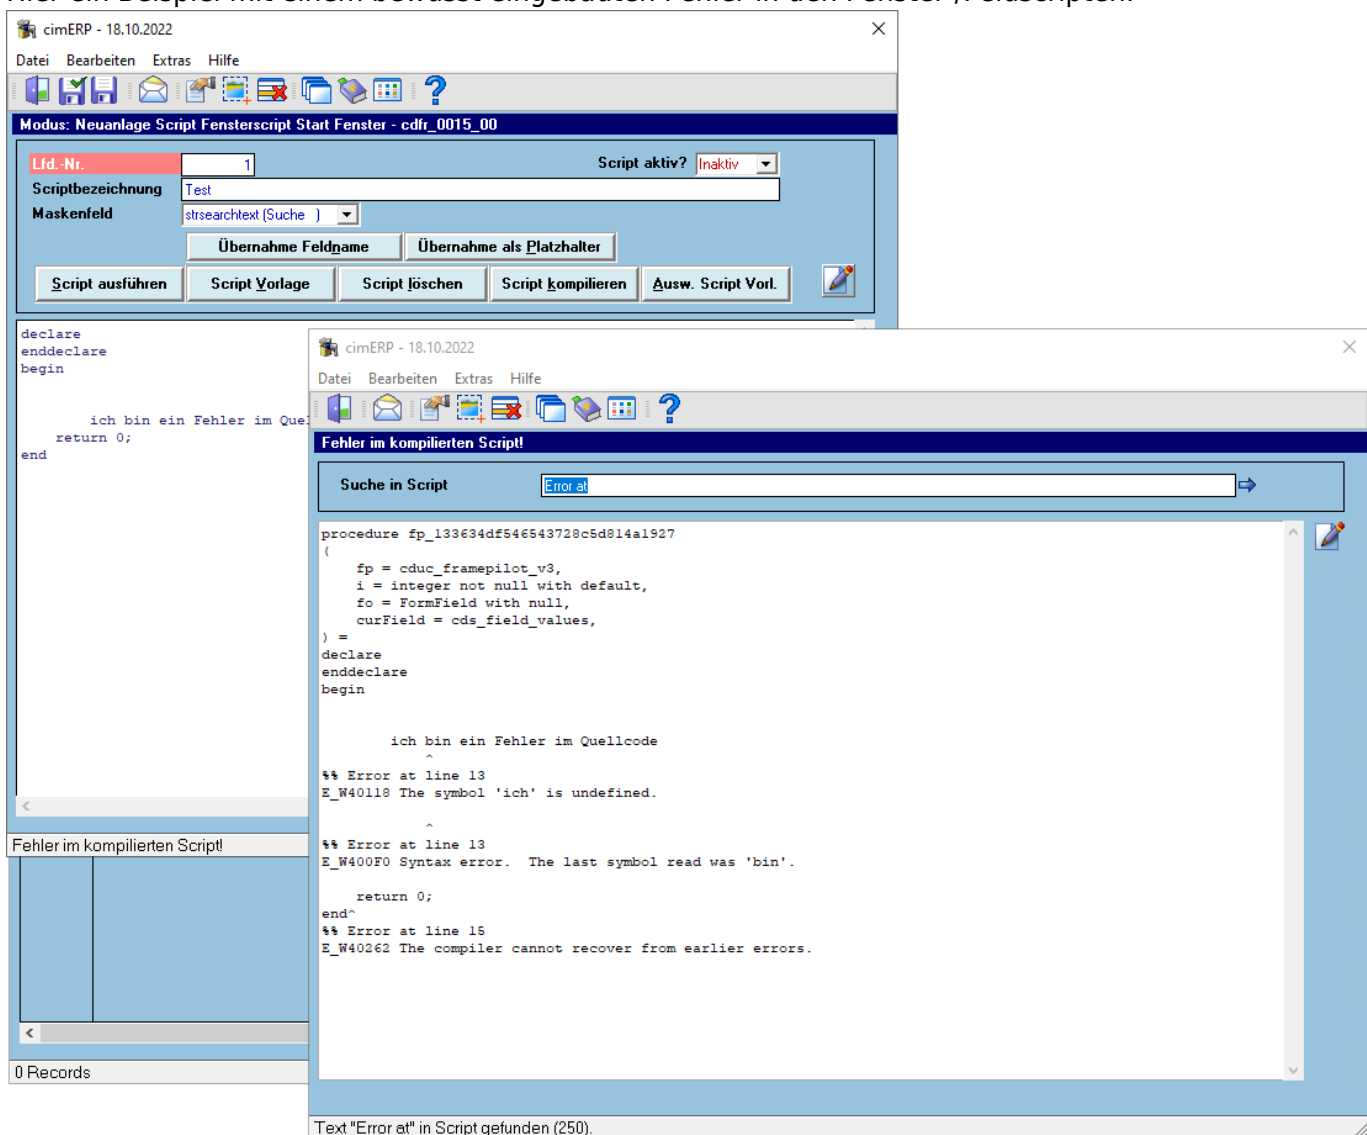 cimERP - 18.10.2022
Datei Bearbeiten Extras Hilfe
Modus: Neuanlage Script Fensterscript Start Fenster - cdfr_0015_00
Lfd.-Nr. 1 Script aktiv? Inaktiv
Scriptbezeichnung Test
Maskenfeld strsearchtext (Suche )
Übernahme Feldname Übernahme als Platzhalter
Script ausführen Script Vorlage Script löschen Script kompilieren Ausw. Script Vorl.
declare
enddeclare
begin
ich bin ein Fehler im Que
return 0;
end
Fehler im kompilierten Script!
0 Records
cimERP - 18.10.2022
Datei Bearbeiten Extras Hilfe
Fehler im kompilierten Script!
Suche in Script Error at
procedure fp_133634df546543728c5d814a1927
(
fp = cduc_framepilot_v3,
i = integer not null with default,
fo = FormField with null,
curField = cds_field_values,
) =
declare
enddeclare
begin
ich bin ein Fehler im Quellcode
^
%% Error at line 13
E_W40118 The symbol 'ich' is undefined.
^
%% Error at line 13
E_W400F0 Syntax error. The last symbol read was 'bin'.
return 0;
end^
%% Error at line 15
E_W40262 The compiler cannot recover from earlier errors.
Text "Error at" in Script gefunden (250).